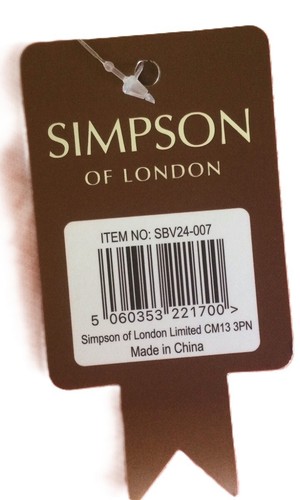 SIMPSON
OF LONDON
ITEM NO: SBV24-007
5 060353 221700 >
Simpson of London Limited CM13 3PN
Made in China